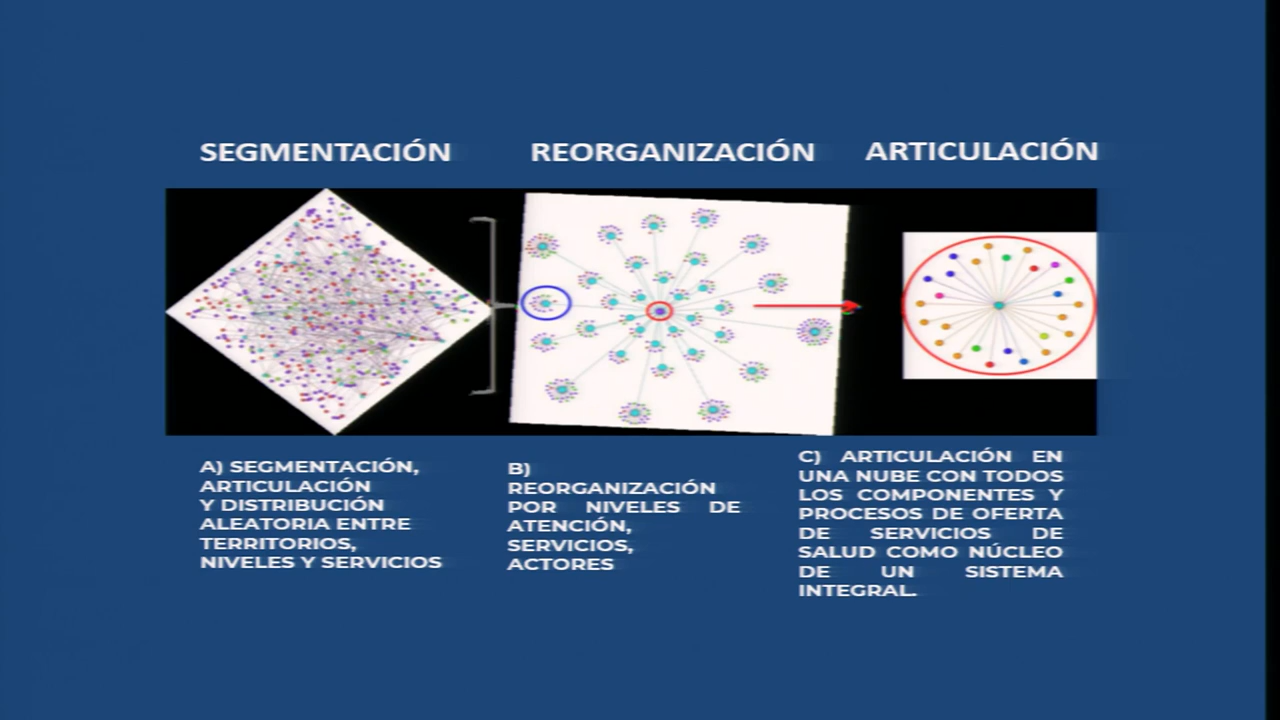 SEGMENTACIÓN
REORGANIZACIÓN
ARTICULACIÓN
A) SEGMENTACIÓN,
ARTICULACIÓN
Y DISTRIBUCIÓN
ALEATORIA ENTRE
TERRITORIOS,
NIVELES Y SERVICIOS
B)
REORGANIZACIÓN
POR NIVELES DE
ATENCIÓN,
SERVICIOS,
ACTORES
C) ARTICULACIÓN EN
UNA NUBE CON TODOS
LOS COMPONENTES Y
PROCESOS DE OFERTA
DE SERVICIOS DE
SALUD COMO NÚCLEO
DE UN SISTEMA
INTEGRAL.